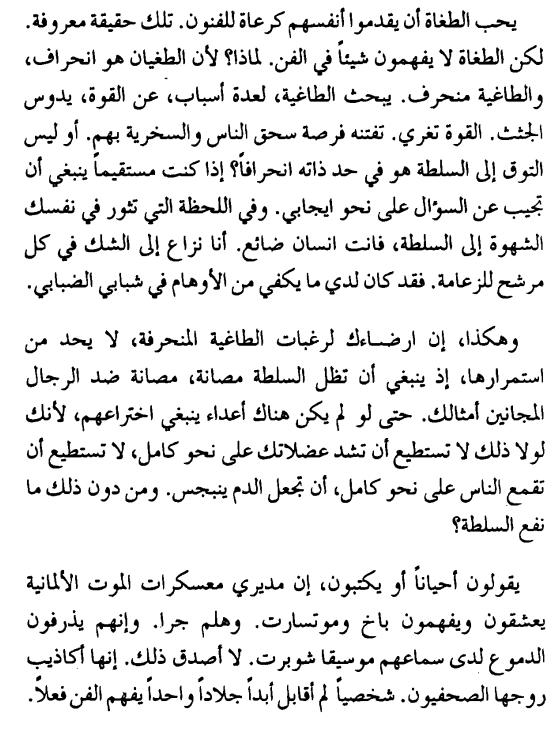 يحب الطغاة أن يقدموا أنفسهم كرعاة للفنون. تلك حقيقة معروفة.
لكن الطغاة لا يفهمون شيئاً في الفن. لماذا؟ لأن الطغيان هو انحراف،
والطاغية منحرف. يبحث الطاغية، لعدة أسباب، عن القوة، يدوس
الجثث. القوة تغري. تفتنه فرصة سحق الناس والسخرية بهم. أو ليس
التوق إلى السلطة هو في حد ذاته انحرافاً؟ إذا كنت مستقيماً ينبغي أن
تجيب عن السؤال على نحو ايجابي. وفي اللحظة التي تثور في نفسك
الشهوة إلى السلطة، فانت انسان ضائع. أنا نزاع إلى الشك في كل
مرشح للزعامة. فقد كان لدي ما يكفي من الأوهام في شبابي الضبابي.
وهكذا، إن ارضاءك لرغبات الطاغية المنحرفة، لا يحد من
استمرارها، إذ ينبغي أن تظل السلطة مصانة، مصانة ضد الرجال
المجانين أمثالك. حتى لو لم يكن هناك أعداء ينبغي اختراعهم، لأنك
لولا ذلك لا تستطيع أن تشد عضلاتك على نحو كامل، لا تستطيع أن
تقمع الناس على نحو كامل، أن تجعل الدم ينبجس. ومن دون ذلك ما
نفع السلطة؟
يقولون أحياناً أو يكتبون، إن مديري معسكرات الموت الألمانية
يعشقون ويفهمون باخ وموتسارت. وهلم جرا. وإنهم يذرفون
الدموع لدى سماعهم موسيقا شوبرت. لا أصدق ذلك. إنها أكاذيب
روجها الصحفيون. شخصياً لم أقابل أبداً جلاداً واحداً يفهم الفن فعلاً.